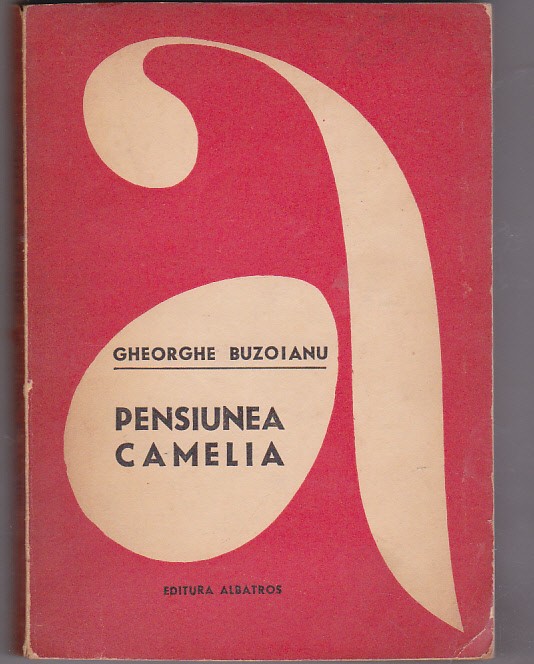 GHEORGHE BUZOIANU
PENSIUNEA
CAMELIA
EDITURA ALBATROS